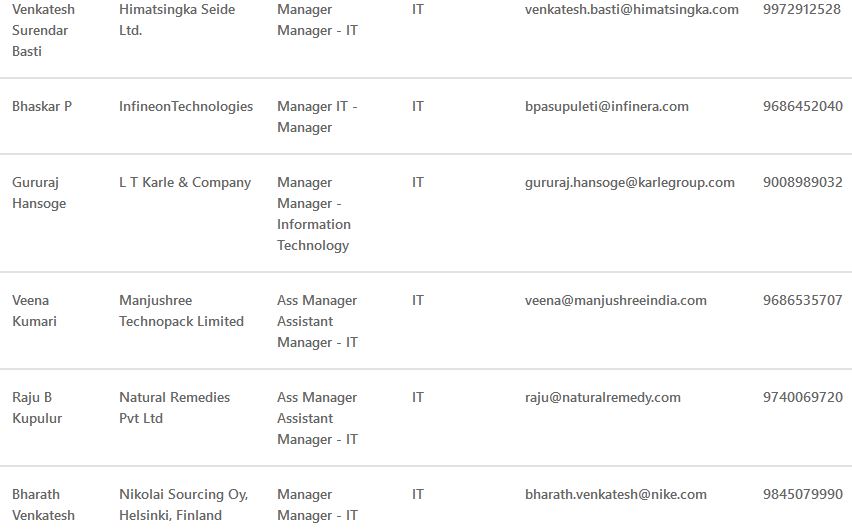 Venkatesh Himatsingka Seide Manager IT venkatesh.basti@himatsingka.com 9972912528
Surendar Ltd. Manager - IT
Basti
Bhaskar P InfineonTechnologies Manager IT - IT bpasupuleti@infinera.com 9686452040
Manager
Gururaj L T Karle & Company Manager IT gururaj.hansoge@karlegroup.com 9008989032
Hansoge Manager -
Information
Technology
Veena Manjushree Ass Manager IT veena@manjushreeindia.com 9686535707
Kumari Technopack Limited Assistant
Manager - IT
Raju B Natural Remedies Ass Manager IT raju@naturalremedy.com 9740069720
Kupulur Pvt Ltd Assistant
Manager - IT
Bharath Nikolai Sourcing Oy, Manager IT bharath.venkatesh@nike.com 9845079990
Venkatesh Helsinki, Finland Manager - IT